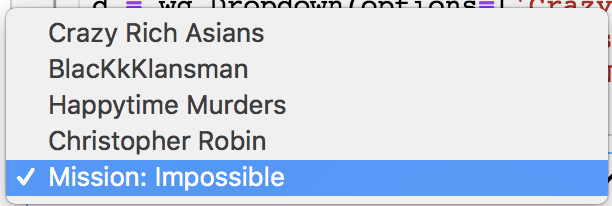 d = wg.Dropdown(options=['Crazy
Crazy Rich Asians
BlacKkKlansman
Happytime Murders
Christopher Robin
✓ Mission: Impossible